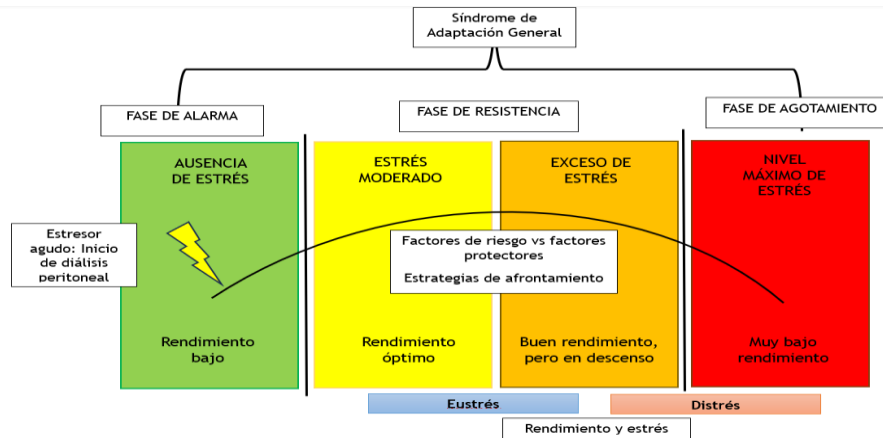 Síndrome de
Adaptación General
FASE DE ALARMA
FASE DE RESISTENCIA
FASE DE AGOTAMIENTO
AUSENCIA
DE ESTRÉS
ESTRÉS
MODERADO
EXCESO DE
ESTRÉS
NIVEL
MÁXIMO DE
ESTRÉS
Estresor
agudo: Inicio
de diálisis
peritoneal
Factores de riesgo vs factores
protectores
Estrategias de afrontamiento
Rendimiento
bajo
Rendimiento
óptimo
Buen rendimiento,
pero en descenso
Muy bajo
rendimiento
Eustrés
Distrés
Rendimiento y estrés